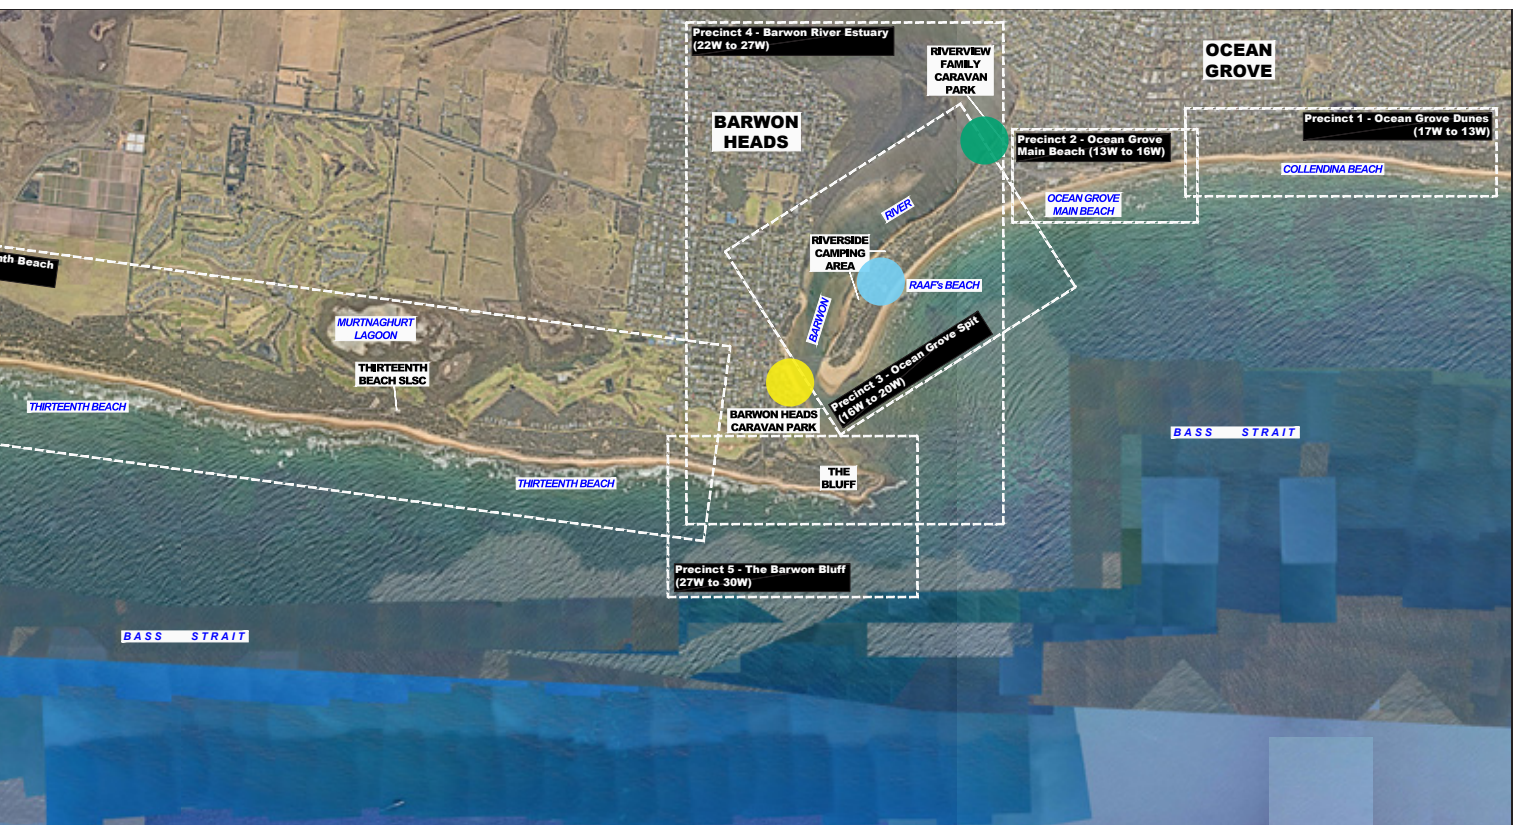 Precinct 4 - Barwon River Estuary
(22W to 27W)
RIVERVIEW
FAMILY
CARAVAN
PARK
OCEAN
GROVE
BARWON
HEADS
Precinct 1 - Ocean Grove Dunes
(17W to 13W)
Precinct 2 - Ocean Grove
Main Beach (13W to 16W)
COLLENDINA BEACH
OCEAN GROVE
MAIN BEACH
RIVER
RIVERSIDE
CAMPING
AREA
RAAF's BEACH
BARWON
nth Beach
MURTNAGHURT
LAGOON
THIRTEENTH
BEACH SLSC
THIRTEENTH BEACH
Precinct 3 - Ocean Grove Spit
(16W to 20W)
BARWON HEADS
CARAVAN PARK
BASS STRAIT
THE
BLUFF
THIRTEENTH BEACH
Precinct 5 - The Barwon Bluff
(27W to 30W)
BASS STRAIT